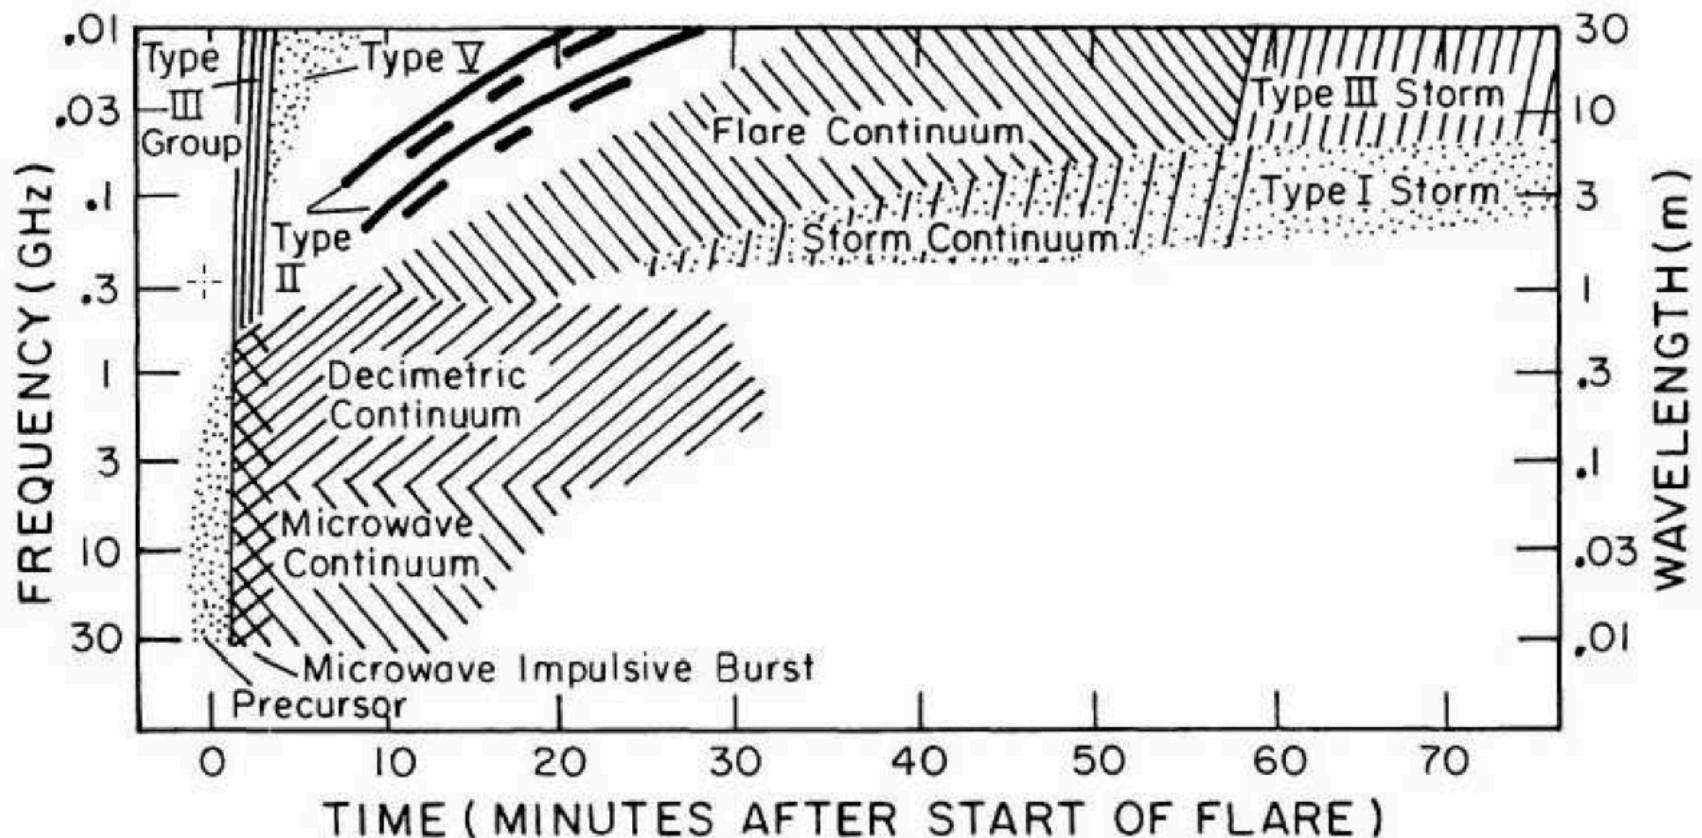 .01
.03
.1
.3
1
3
10
30
FREQUENCY (GHz)
Type
III
Group
Type V
Type
II
Flare Continuum
Type III Storm
Type I Storm
Storm Continuum
Decimetric
Continuum
Microwave
Continuum
Microwave Impulsive Burst
Precursor
30
10
3
1
.3
.1
.03
.01
WAVELENGTH (m)
0 10 20 30 40 50 60 70
TIME (MINUTES AFTER START OF FLARE)